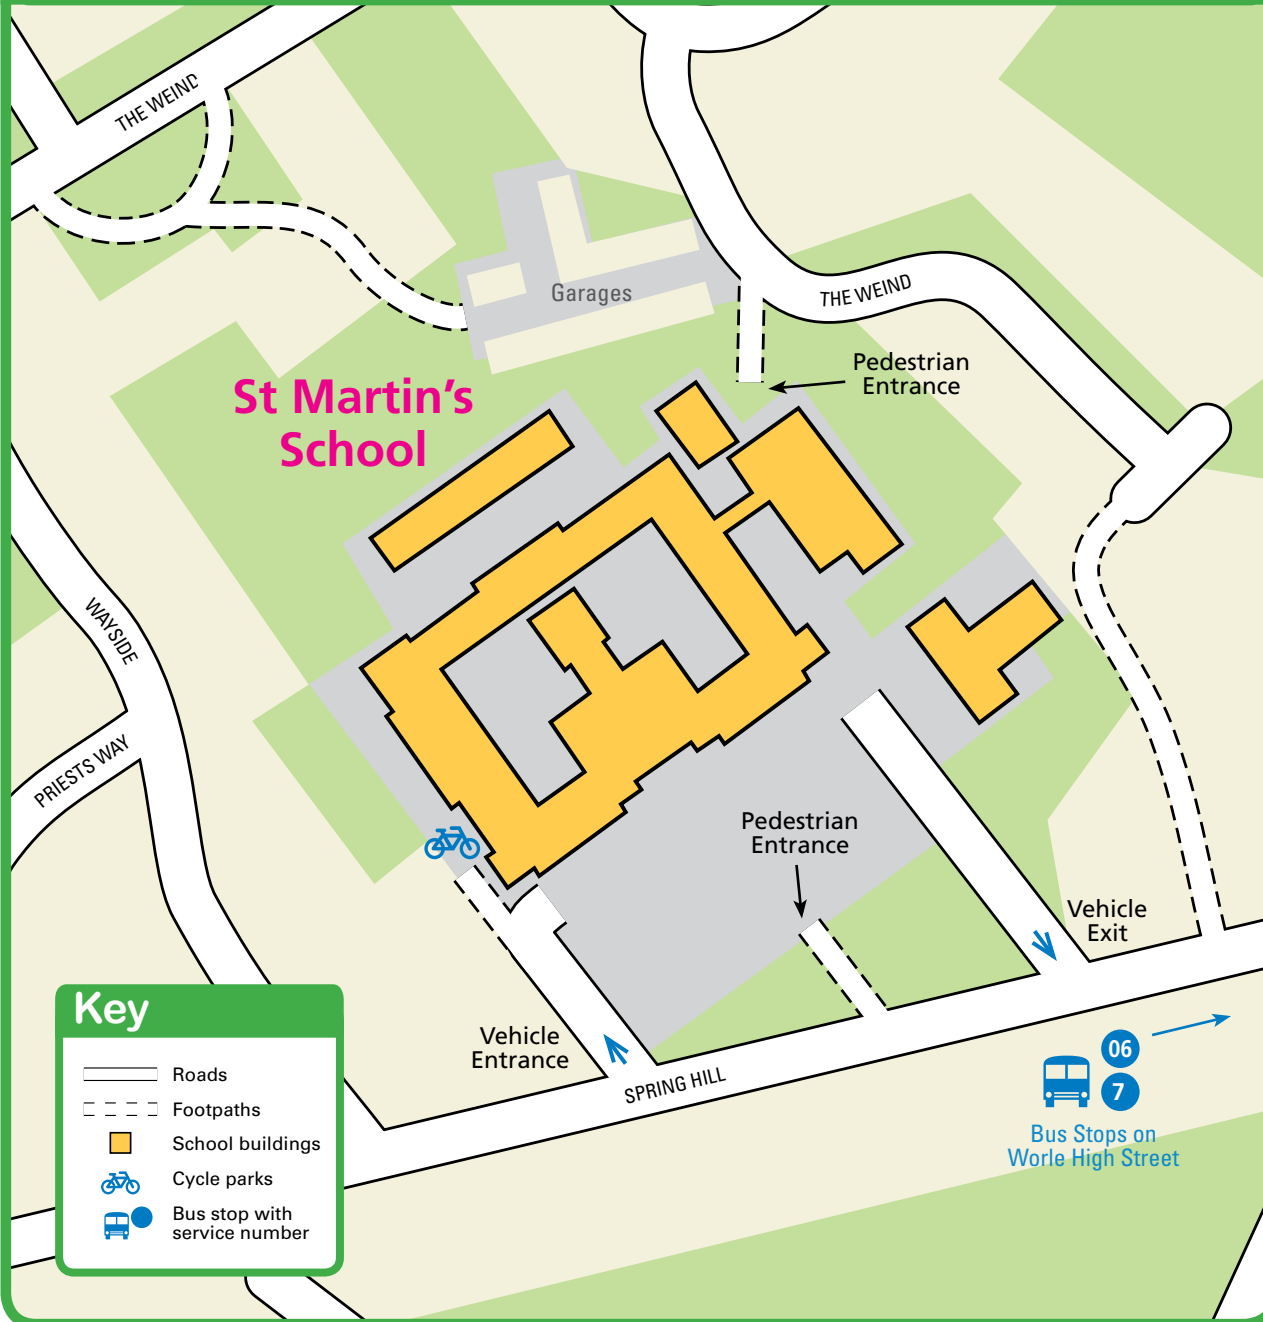 THE WEIND
Garages
THE WEIND
Pedestrian
Entrance
St Martin's
School
WAYSIDE
PRIESTS WAY
Pedestrian
Entrance
Vehicle
Exit
Vehicle
Entrance
SPRING HILL
06
7
Bus Stops on
Worle High Street
Key
Roads
Footpaths
School buildings
Cycle parks
Bus stop with
service number